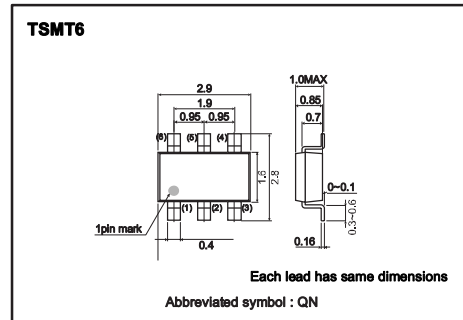 TSMT6
2.9
1.9
0.95 0.95
(6) (5) (4)
1.6
2.8
(1) (2) (3)
1pin mark
0.4
1.0MAX
0.85
0.7
0~0.1
0.3~0.6
0.16
Each lead has same dimensions
Abbreviated symbol : QN